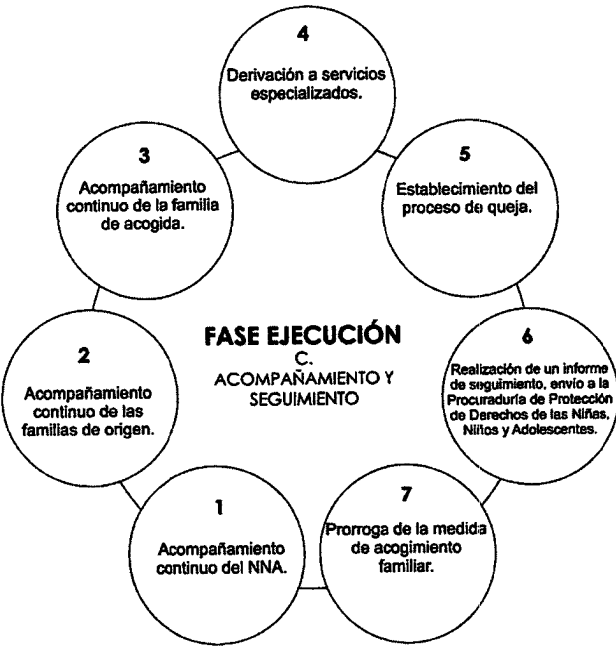 4
Derivación a servicios
especializados.
3
Acompañamiento
continuo de la familia
de acogida.
5
Establecimiento del
proceso de queja.
2
Acompañamiento
continuo de las
familias de origen.
FASE EJECUCIÓN
C.
ACOMPAÑAMIENTO Y
SEGUIMIENTO
6
Realización de un informe
de seguimiento, envío a la
Procuraduría de Protección
de Derechos de las Niñas,
Niños y Adolescentes.
1
Acompañamiento
continuo del NNA.
7
Prorroga de la medida
de acogimiento
familiar.